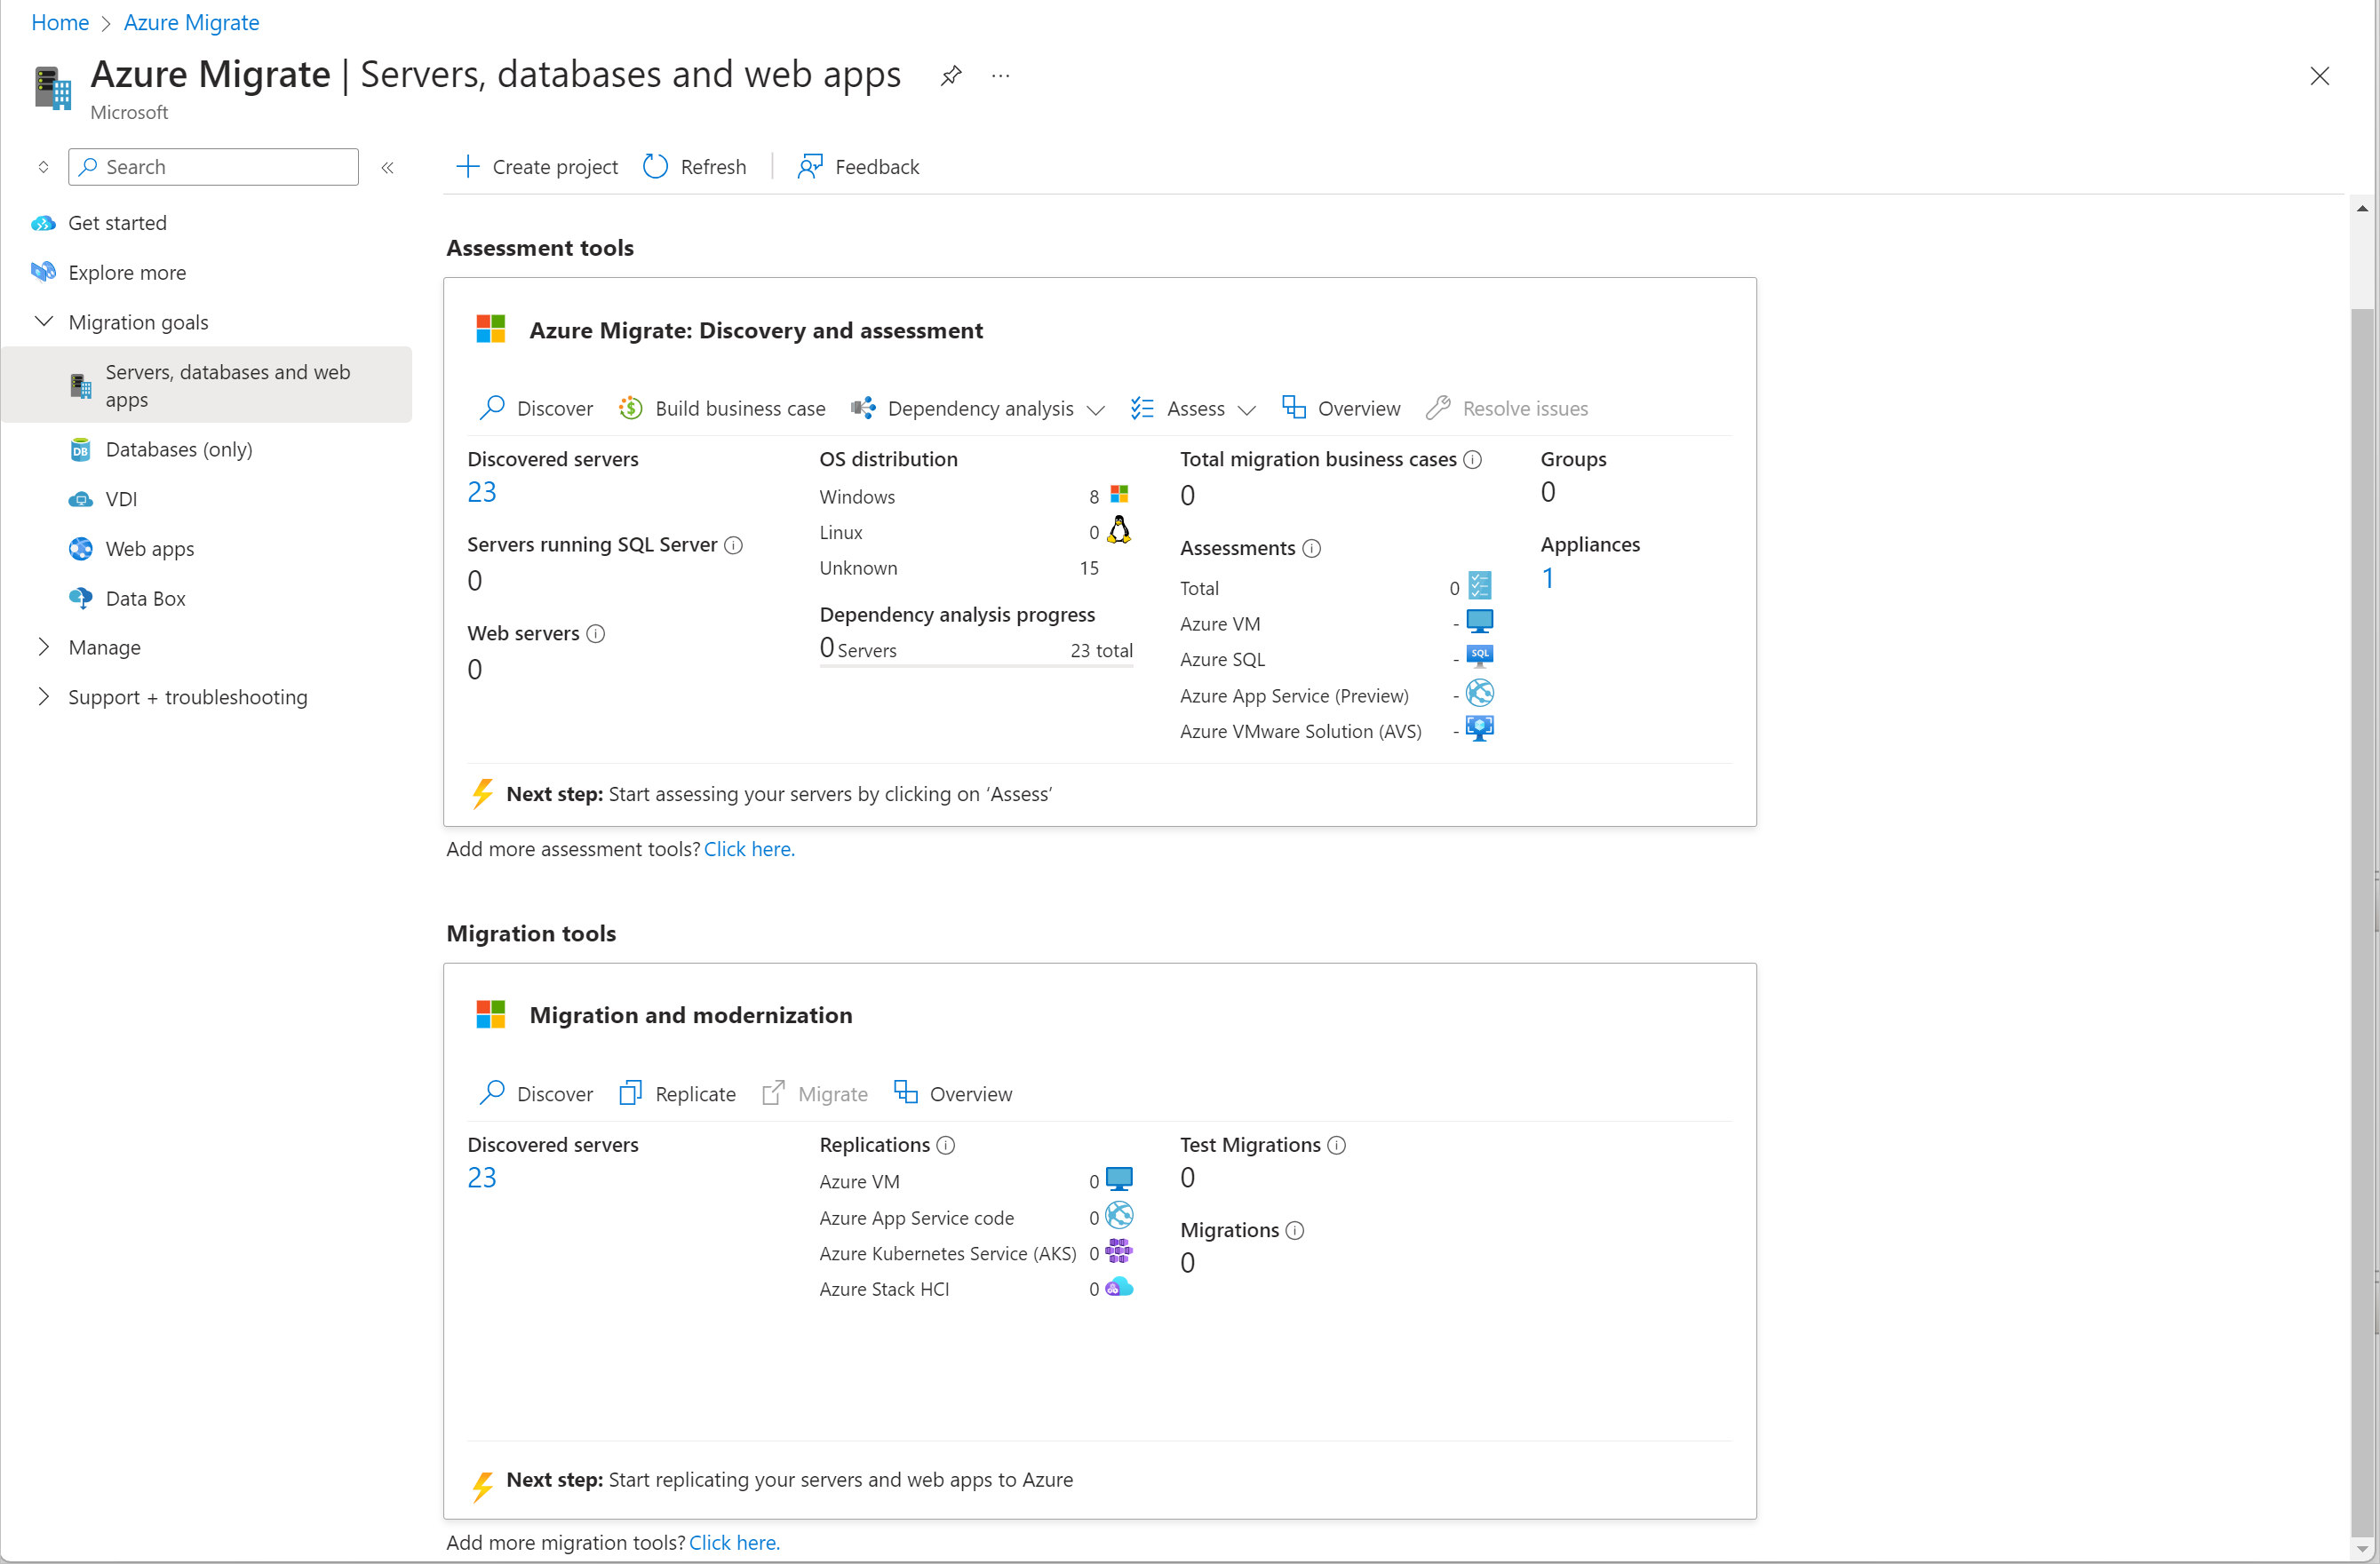 Home > Azure Migrate
Azure Migrate | Servers, databases and web apps
Microsoft
Search
Create project Refresh Feedback
Get started
Explore more
Migration goals
Servers, databases and web
apps
Databases (only)
VDI
Web apps
Data Box
Manage
Support + troubleshooting
Assessment tools
Azure Migrate: Discovery and assessment
Discover Build business case Dependency analysis Assess Overview Resolve issues
Discovered servers
23
Servers running SQL Server
0
Web servers
0
OS distribution
Windows 8
Linux 0
Unknown 15
Dependency analysis progress
0 Servers 23 total
Total migration business cases
0
Assessments
Total 0
Azure VM -
Azure SQL - SQL
Azure App Service (Preview) -
Azure VMware Solution (AVS) -
Groups
0
Appliances
1
Next step: Start assessing your servers by clicking on ‘Assess‘
Add more assessment tools? Click here.
Migration tools
Migration and modernization
Discover Replicate Migrate Overview
Discovered servers
23
Replications
Azure VM 0
Azure App Service code 0
Azure Kubernetes Service (AKS) 0
Azure Stack HCI 0
Test Migrations
0
Migrations
0
Next step: Start replicating your servers and web apps to Azure
Add more migration tools? Click here.